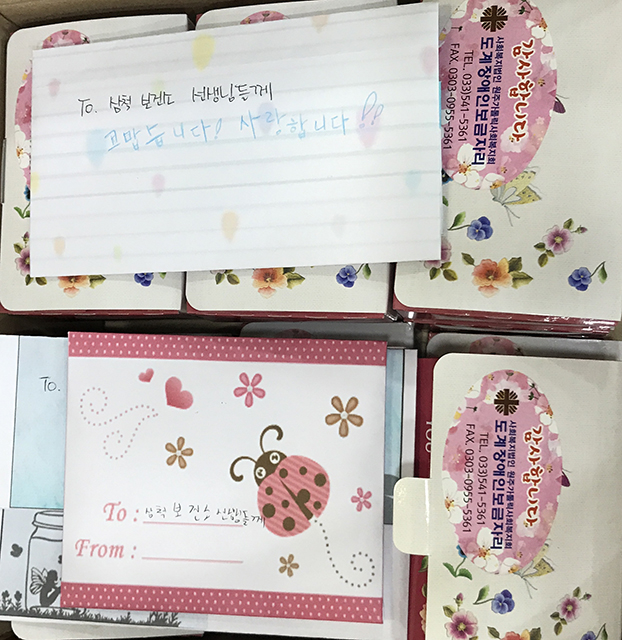 To. 삼척 보건소 선생님들께
고맙습니다! 사랑합니다!!
감사합니다
사회복지법인 원주가톨릭사회복지회
도계장애인보금자리
TEL. 033)541-5361
FAX. 0303-0955-5361
To.
To : 삼척 보건소 선생님들께
From :
감사합니다
사회복지법인 원주가톨릭사회복지회
도계장애인보금자리
TEL. 033)541-5361
FAX. 0303-0955-5361